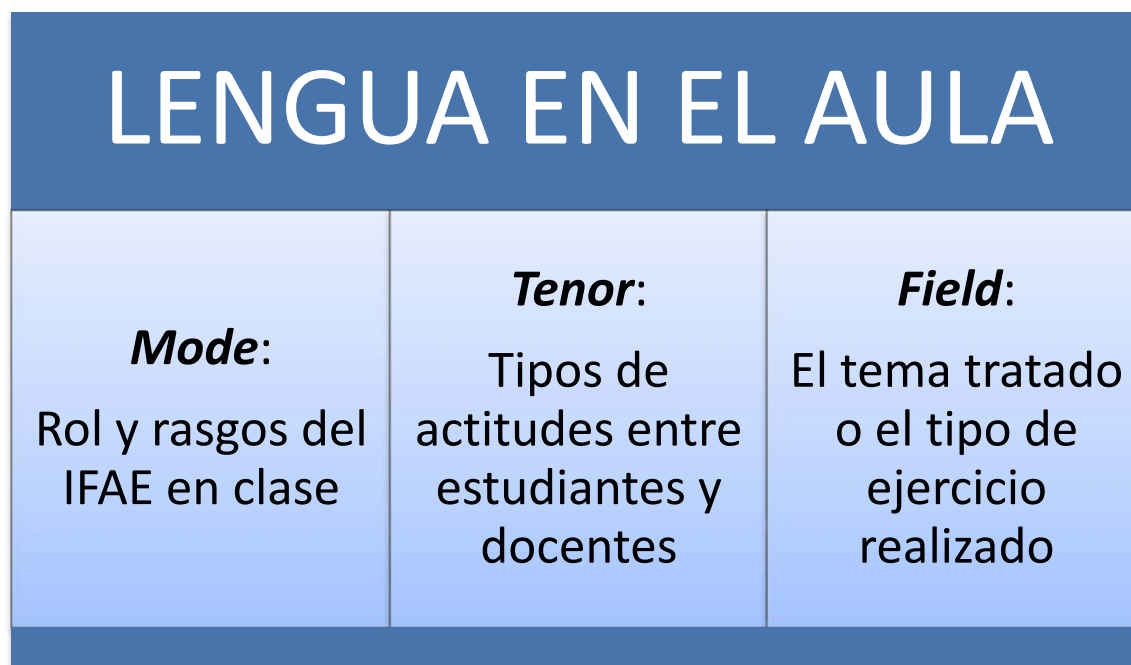 LENGUA EN EL AULA
Mode:
Rol y rasgos del
IFAE en clase
Tenor:
Tipos de
actitudes entre
estudiantes y
docentes
Field:
El tema tratado
o el tipo de
ejercicio
realizado